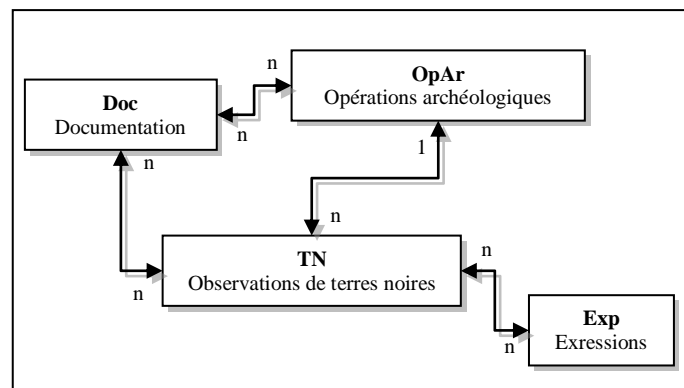 n
OpAr
Opérations archéologiques
Doc
Documentation
n
1
n
n
TN
Observations de terres noires
n
n
Exp
Exressions
n